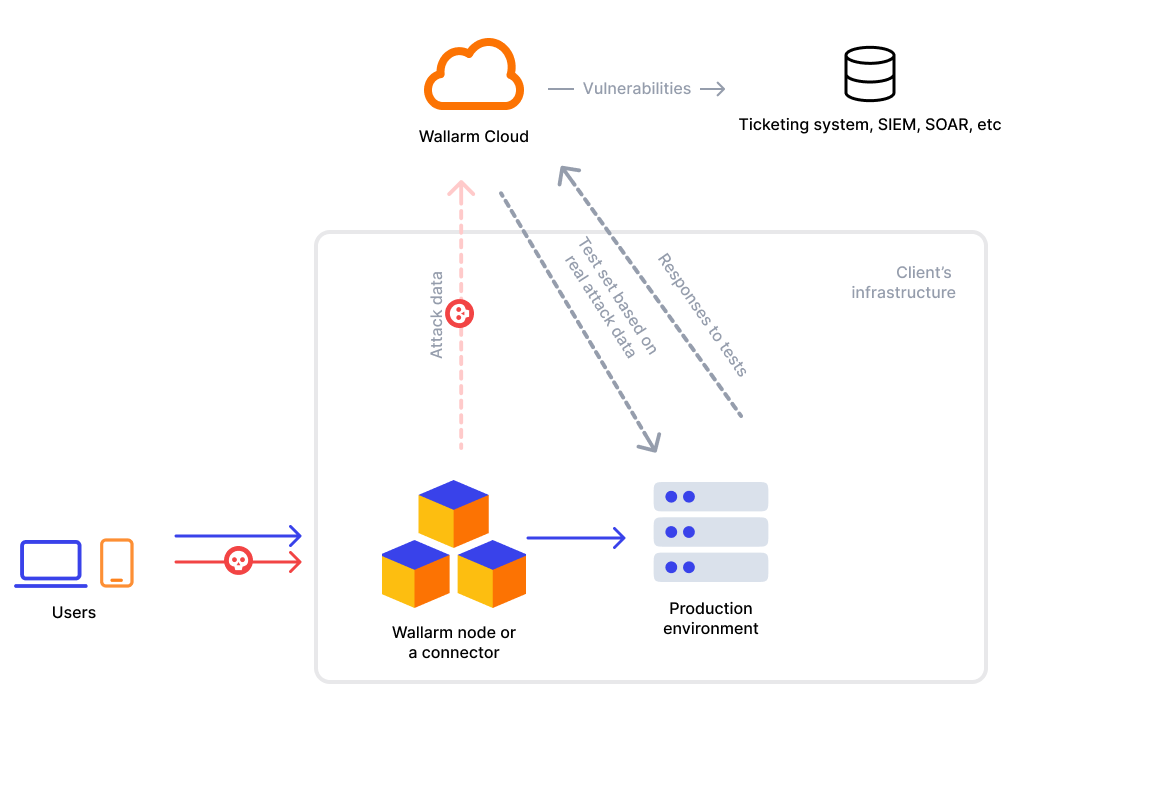 Vulnerabilities
Wallarm Cloud
Ticketing system, SIEM, SOAR, etc
Client’s
infrastructure
Attack data
Test set based on
real attack data
Responses to tests
Users
Wallarm node or
a connector
Production
environment